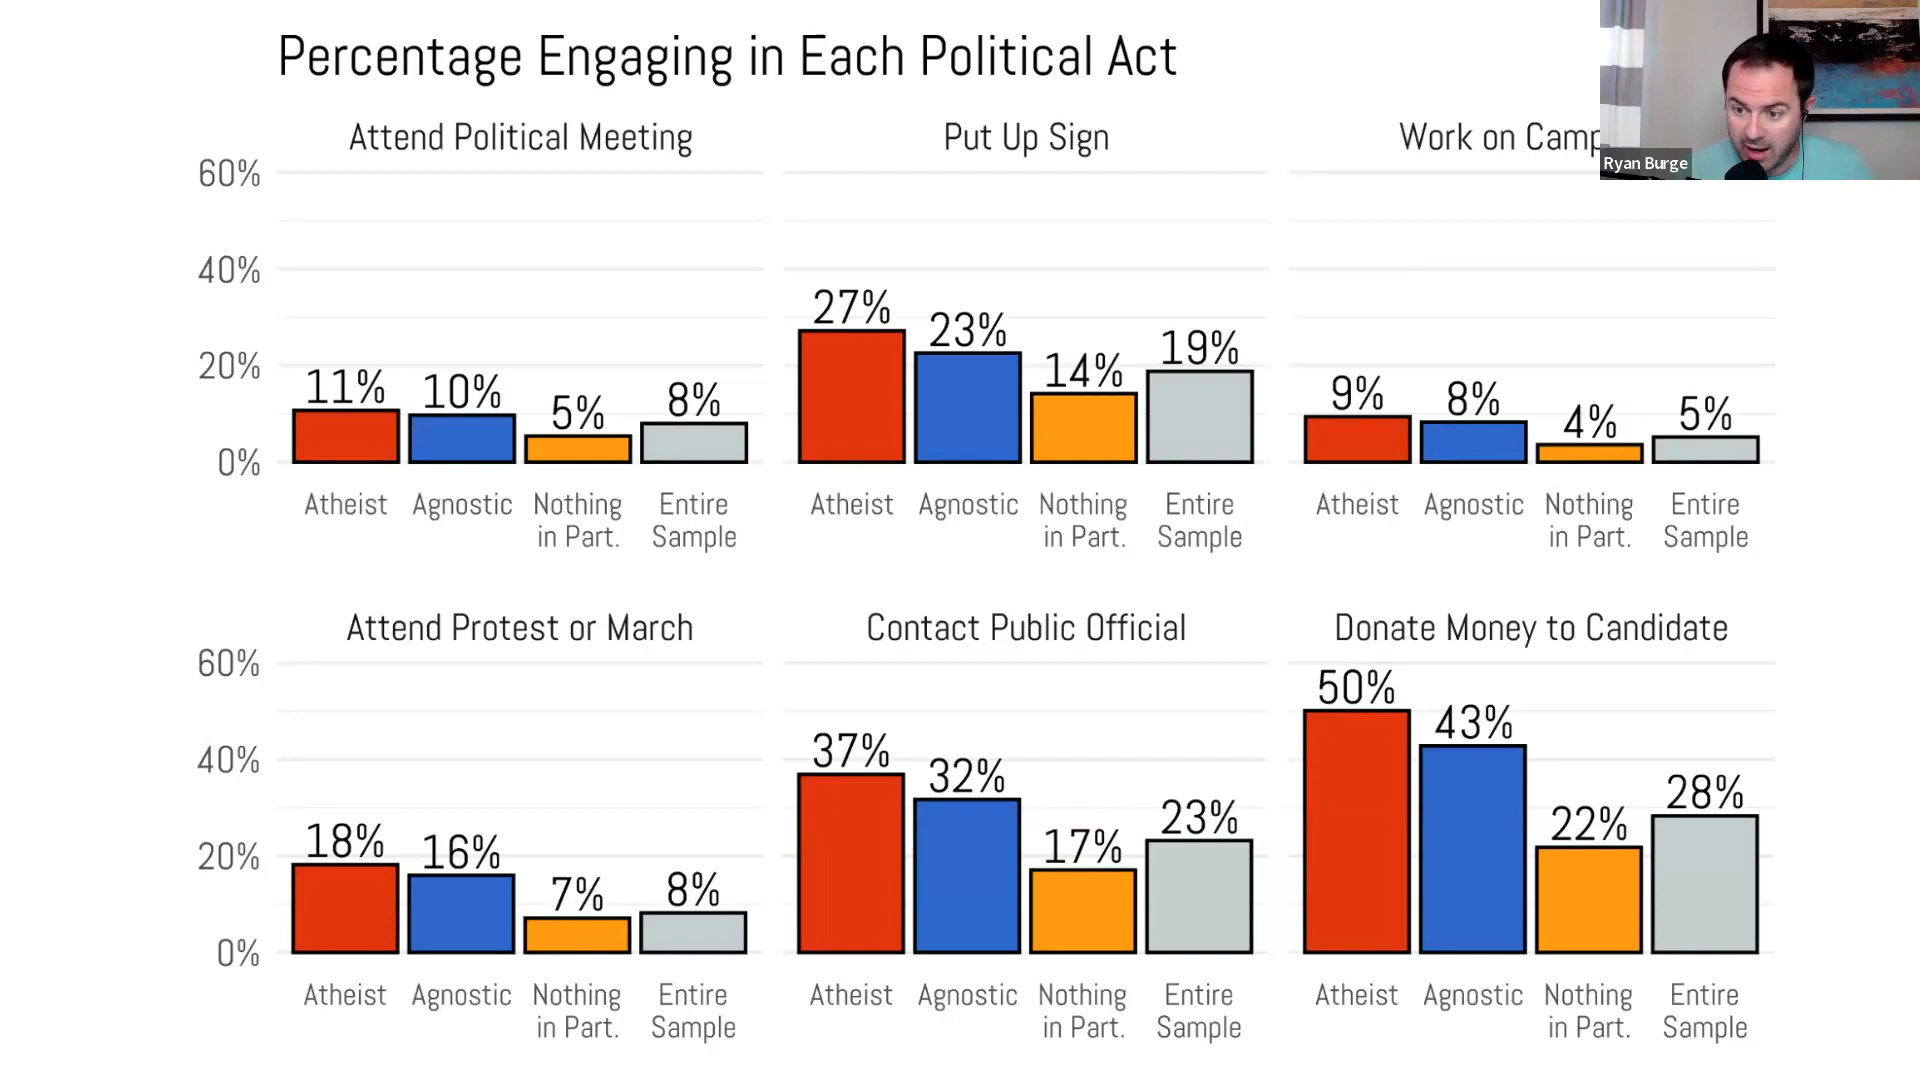 Percentage Engaging in Each Political Act
Ryan Burge
Attend Political Meeting
60%
40%
20%
0%
11%
10%
5%
8%
Atheist
Agnostic
Nothing
in Part.
Entire
Sample
Put Up Sign
27%
23%
14%
19%
Atheist
Agnostic
Nothing
in Part.
Entire
Sample
Work on Camp
9%
8%
4%
5%
Atheist
Agnostic
Nothing
in Part.
Entire
Sample
Attend Protest or March
60%
40%
20%
0%
18%
16%
7%
8%
Atheist
Agnostic
Nothing
in Part.
Entire
Sample
Contact Public Official
37%
32%
17%
23%
Atheist
Agnostic
Nothing
in Part.
Entire
Sample
Donate Money to Candidate
50%
43%
22%
28%
Atheist
Agnostic
Nothing
in Part.
Entire
Sample